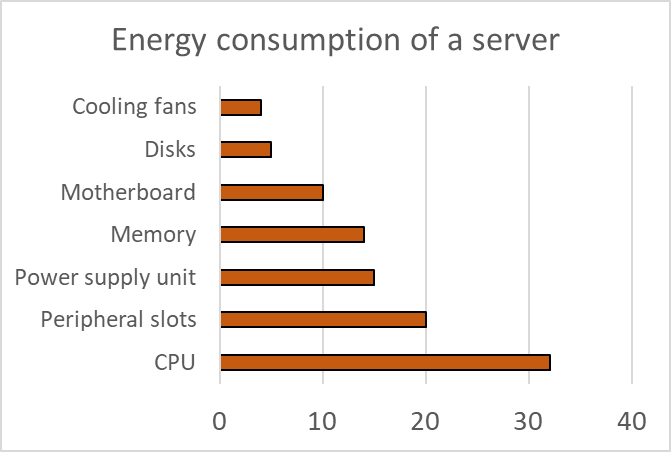 Energy consumption of a server
Cooling fans
Disks
Motherboard
Memory
Power supply unit
Peripheral slots
CPU
0 10 20 30 40